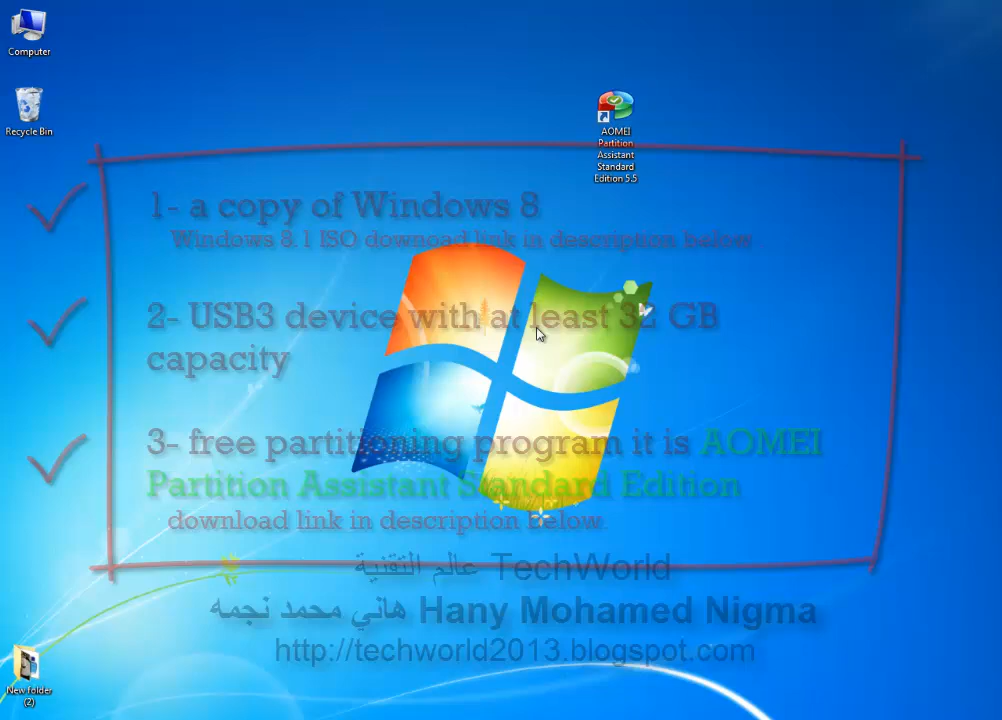 Computer
Recycle Bin
AOMEI
Partition
Assistant
Standard
Edition 5.5
1- a copy of Windows 8
Windows 8.1 ISO downoad link in description below
2- USB3 device with at least 32 GB
capacity
3- free partitioning program it is AOMEI
Partition Assistant Standard Edition
download link in description below.
عالم التقنية TechWorld
هاني محمد نجمه Hany Mohamed Nigma
http://techworld2013.blogspot.com
New folder
(2)